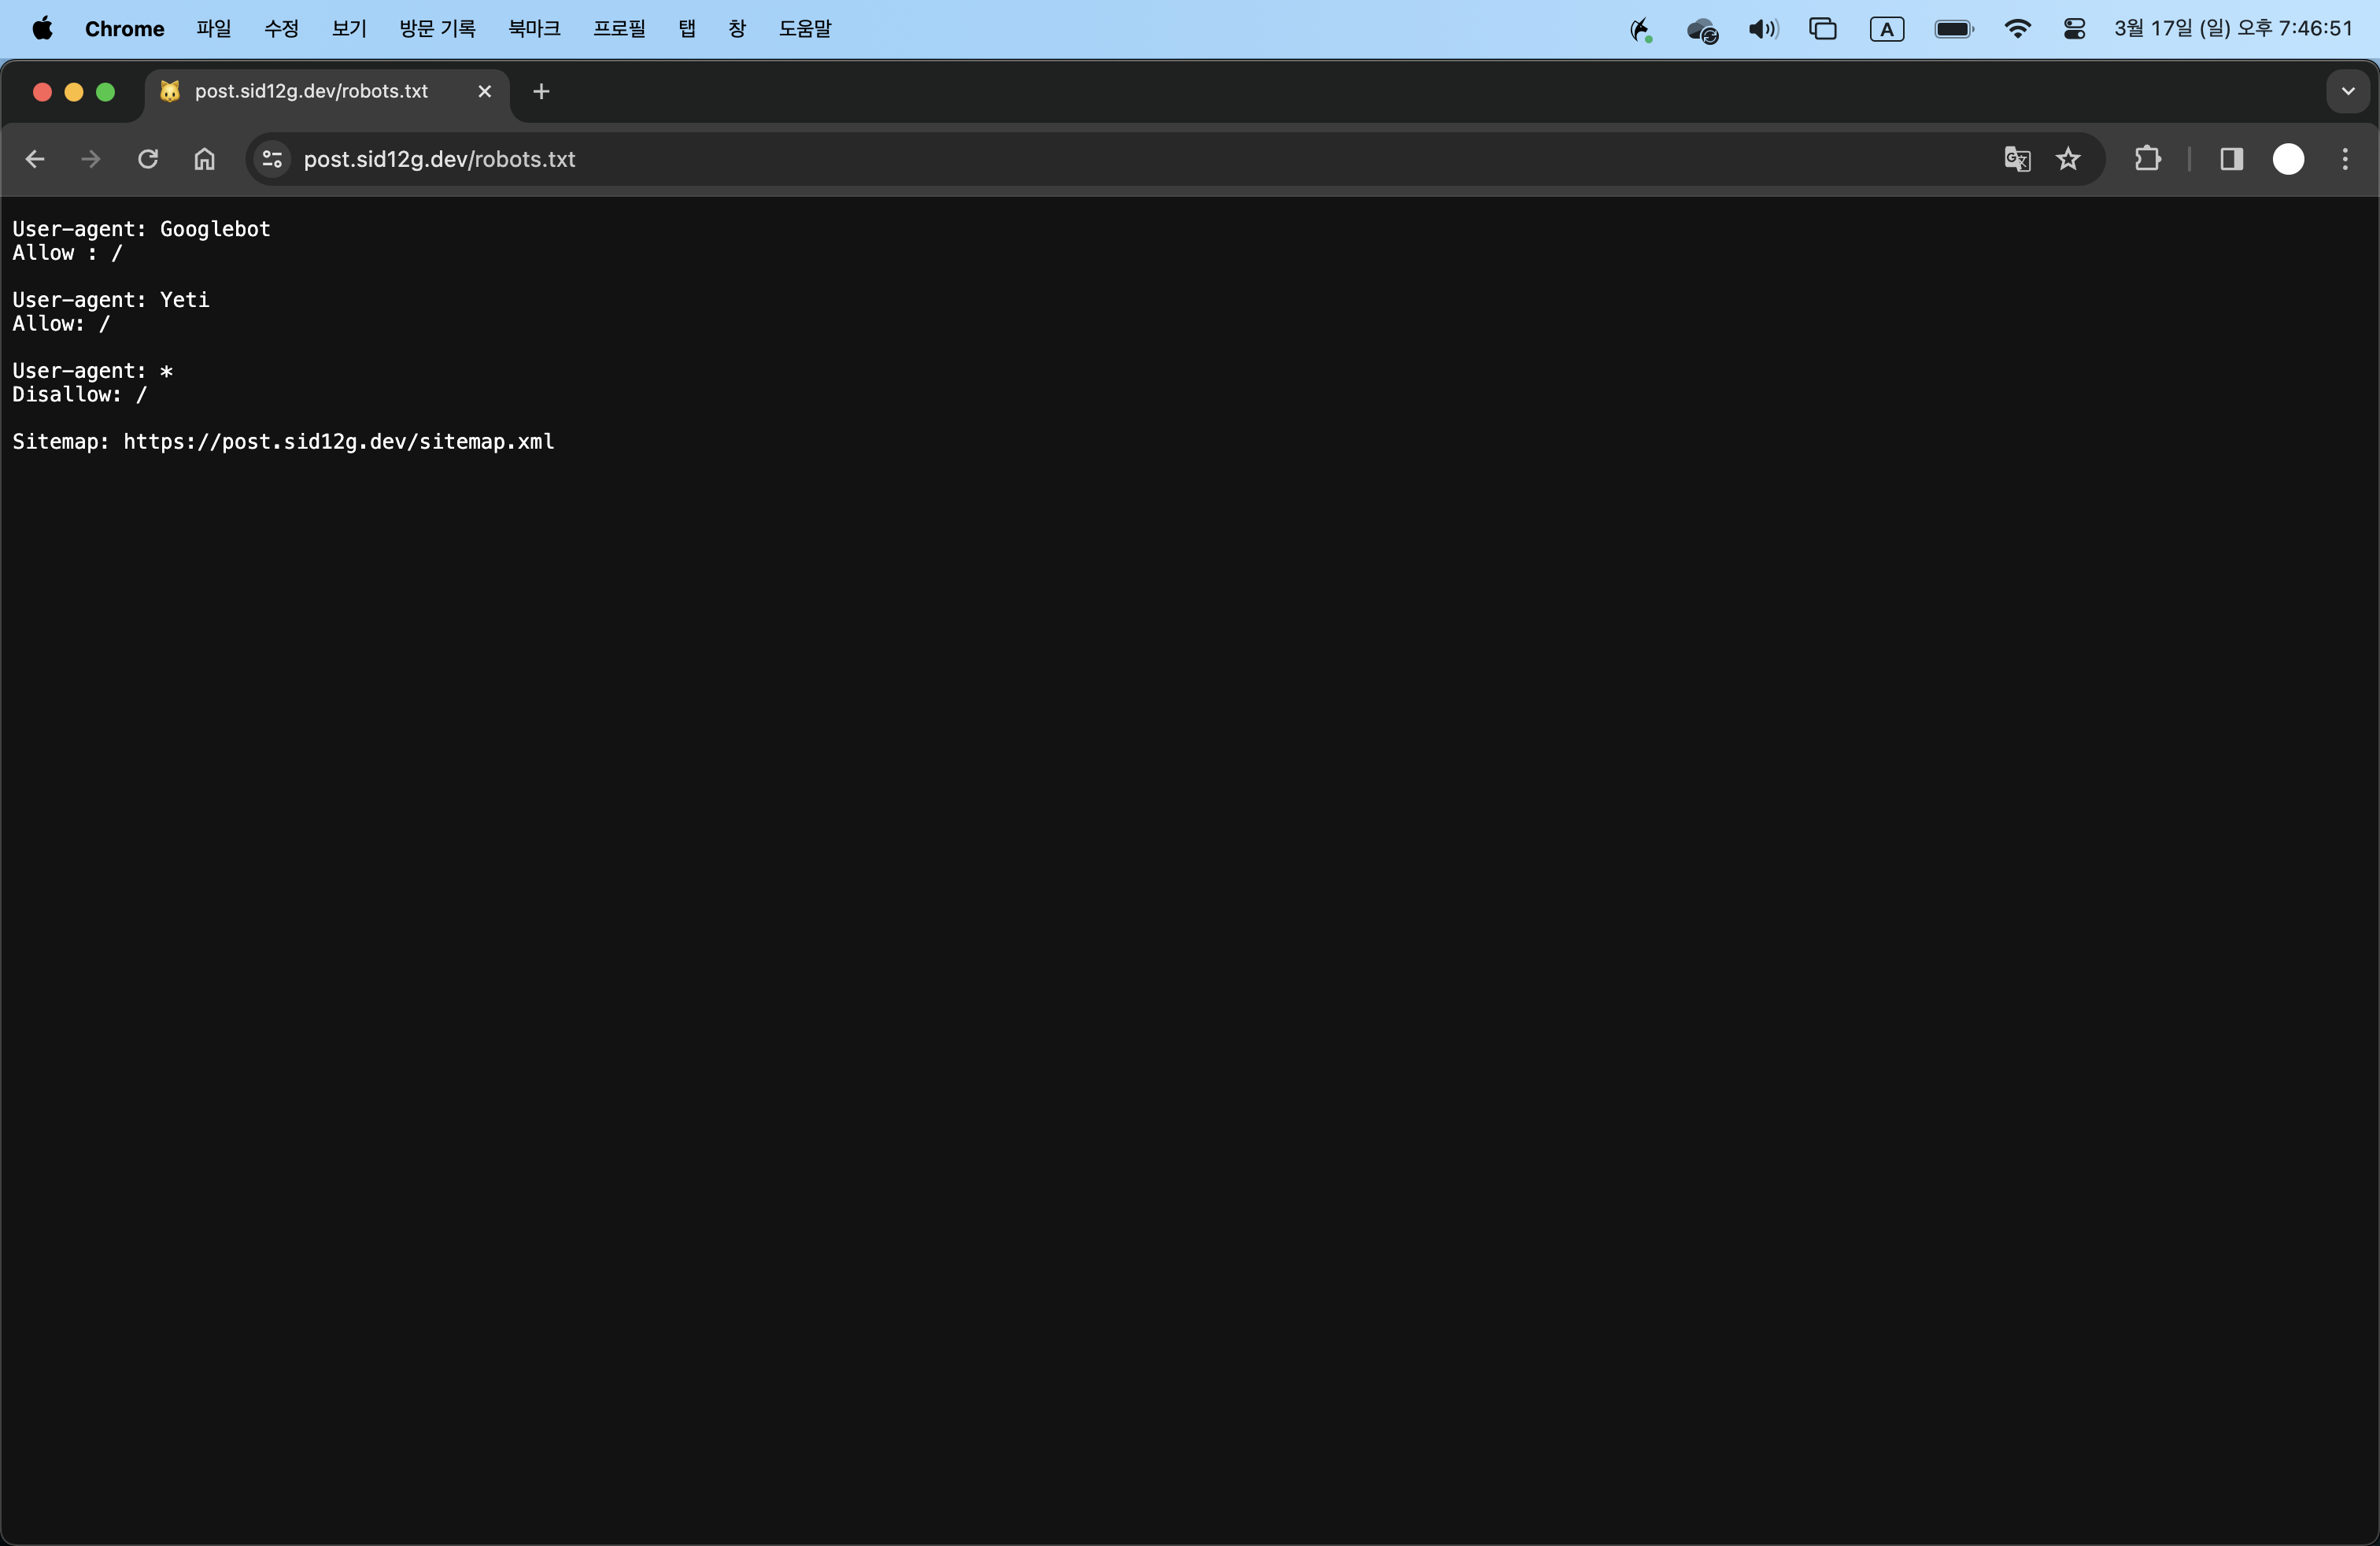 Chrome 파일 수정 보기 방문 기록 북마크 프로필 탭 창 도움말 A 3월 17일 (일) 오후 7:46:51
post.sid12g.dev/robots.txt
post.sid12g.dev/robots.txt
User-agent: Googlebot
Allow : /
User-agent: Yeti
Allow: /
User-agent: *
Disallow: /
Sitemap: https://post.sid12g.dev/sitemap.xml